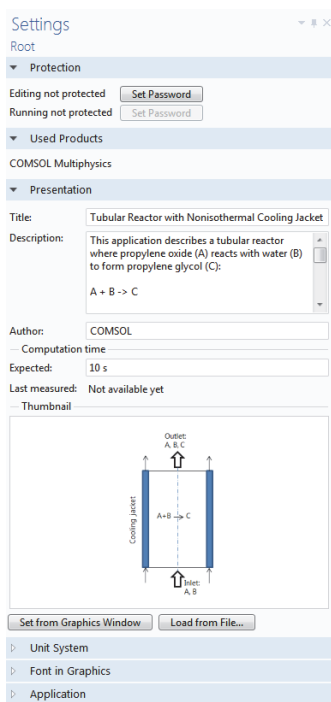 Settings
Root
Protection
Editing not protected Set Password
Running not protected Set Password
Used Products
COMSOL Multiphysics
Presentation
Title: Tubular Reactor with Nonisothermal Cooling Jacket
Description: This application describes a tubular reactor
where propylene oxide (A) reacts with water (B)
to form propylene glycol (C):
A + B -> C
Author: COMSOL
Computation time
Expected: 10 s
Last measured: Not available yet
Thumbnail
Outlet:
A, B, C
Cooling jacket
A+B → C
Inlet:
A, B
Set from Graphics Window Load from File...
Unit System
Font in Graphics
Application